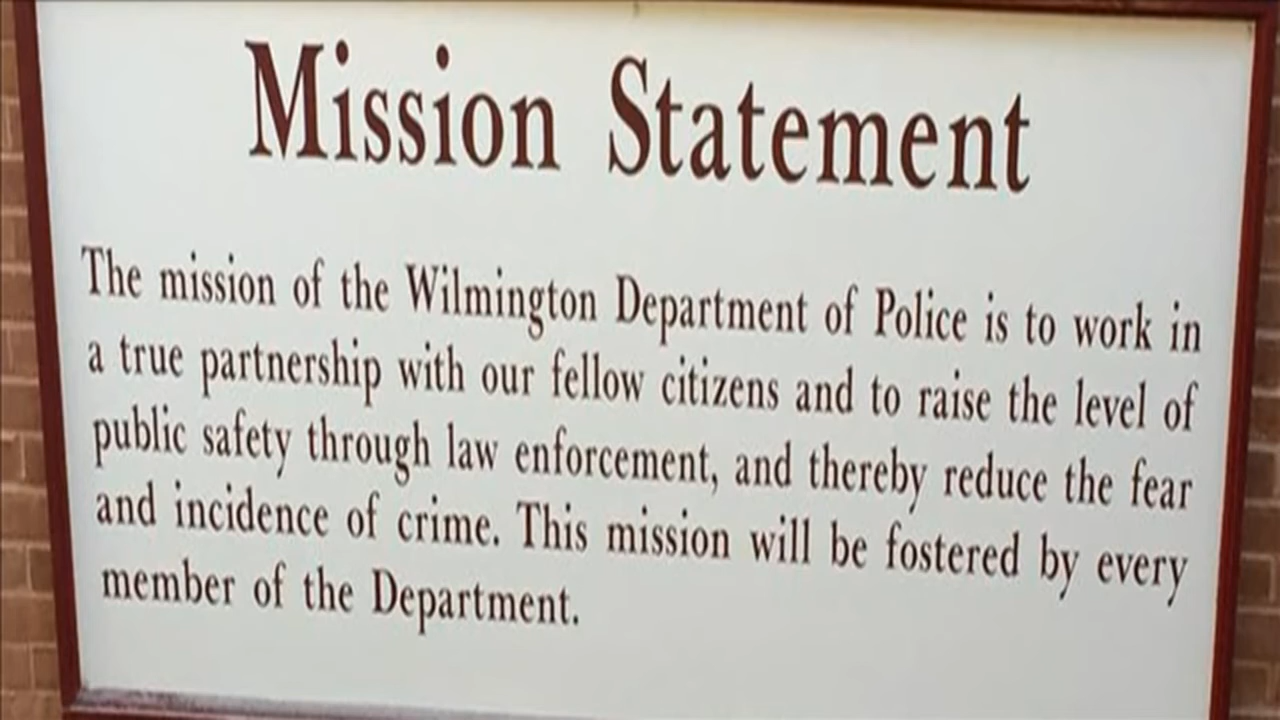 Mission Statement
The mission of the Wilmington Department of Police is to work in
a true partnership with our fellow citizens and to raise the level of
public safety through law enforcement, and thereby reduce the fear
and incidence of crime. This mission will be fostered by every
member of the Department.